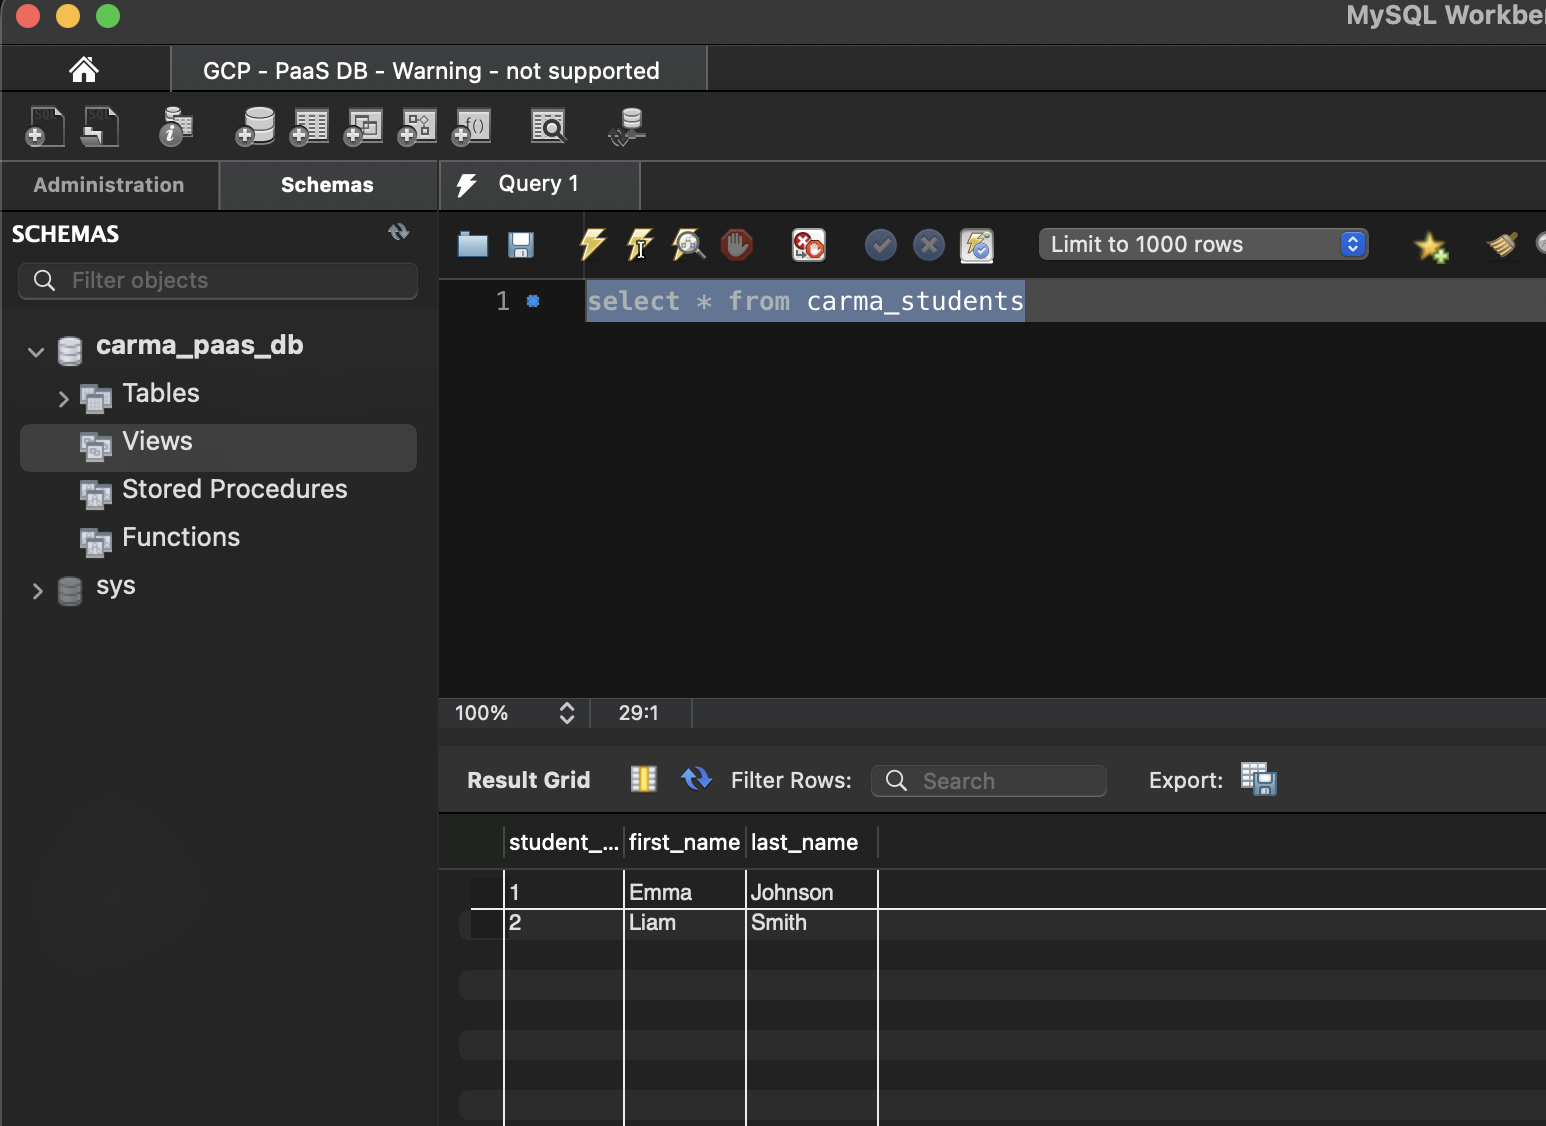 MySQL Workbe
GCP - PaaS DB - Warning - not supported
SQL SQL
f()
Administration Schemas Query 1
SCHEMAS
Limit to 1000 rows
Filter objects
1 select * from carma_students
carma_paas_db
Tables
Views
Stored Procedures
Functions
sys
100% 29:1
Result Grid Filter Rows: Search Export:
student_... first_name last_name
1 Emma Johnson
2 Liam Smith